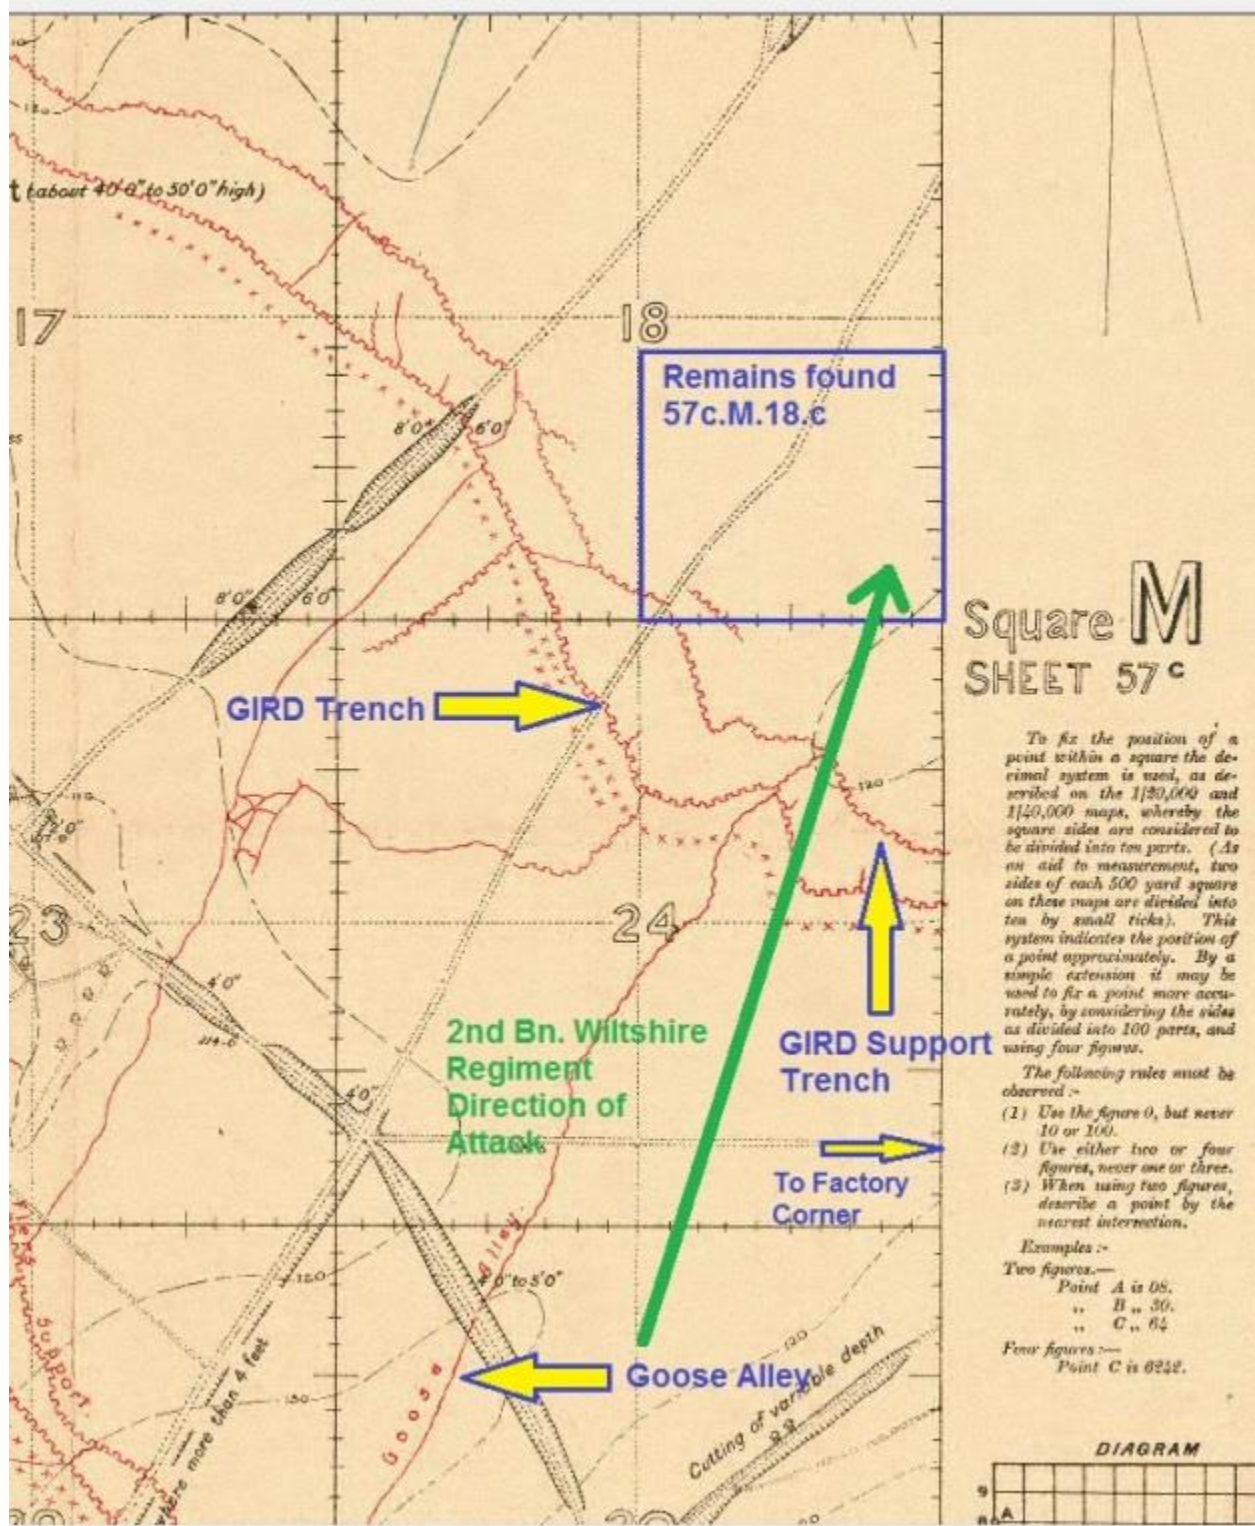 t (about 40'0" to 50'0" high)
17
18
Remains found
57c.M.18.c
8'0"
6'0"
8'0"
6'0"
Square M
SHEET 57c
GIRD Trench
To fix the position of a
point within a square the de-
cimal system is used, as de-
scribed on the 1/20,000 and
1/40,000 maps, whereby the
square sides are considered to
be divided into ten parts. (As
an aid to measurement, two
sides of each 500 yard square
on these maps are divided into
ten by small ticks). This
system indicates the position of
a point approximately. By a
simple extension it may be
used to fix a point more accu-
rately, by considering the sides
as divided into 100 parts, and
using four figures.
The following rules must be
observed :-
(1) Use the figure 0, but never
10 or 100.
(2) Use either two or four
figures, never one or three.
(3) When using two figures,
describe a point by the
nearest intersection.
Examples :-
Two figures.—
Point A is 08.
„ B „ 30.
„ C „ 64
Four figures :—
Point C is 6242.
DIAGRAM
9
8
A
120
23
24
4'0"
2nd Bn. Wiltshire
Regiment
Direction of
Attack
GIRD Support
Trench
4'0"
To Factory
Corner
Alley
4'0" to 5'0"
120
130
120
Support.
Goose
Goose Alley
Cutting of variable depth
where more than 4 feet